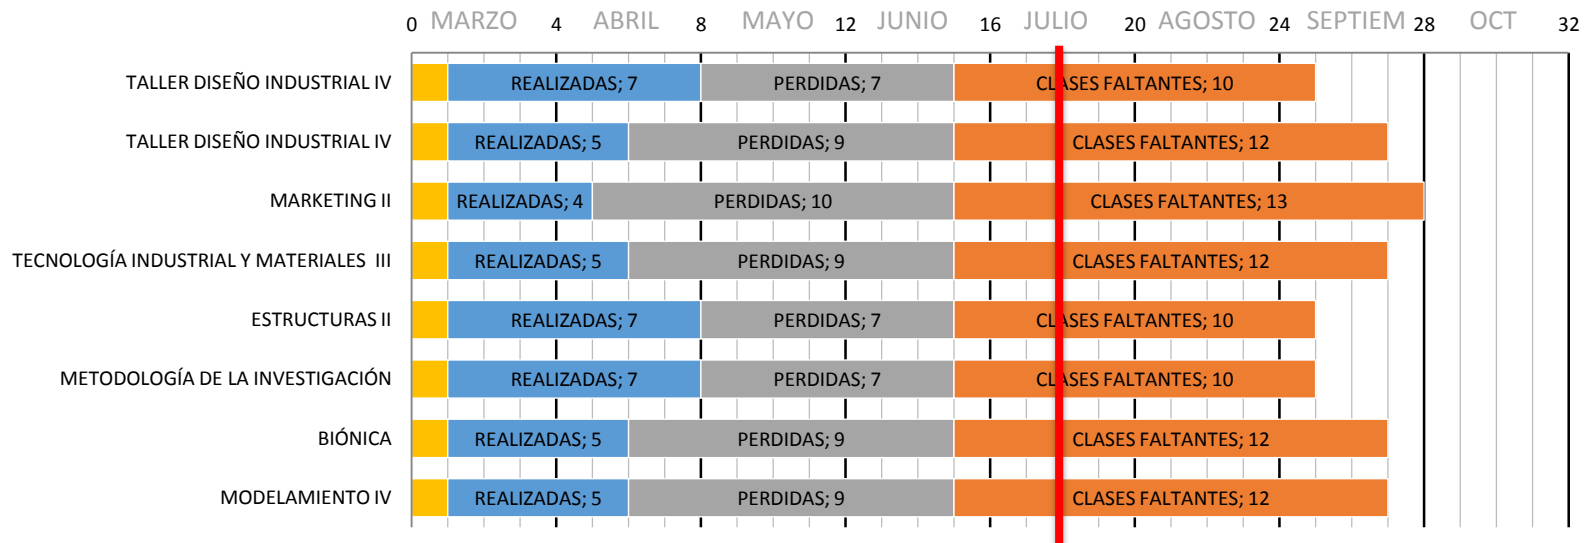 0 MARZO 4 ABRIL 8 MAYO 12 JUNIO 16 JULIO 20 AGOSTO 24 SEPTIEM 28 OCT 32
TALLER DISEÑO INDUSTRIAL IV REALIZADAS; 7 PERDIDAS; 7 CLASES FALTANTES; 10
TALLER DISEÑO INDUSTRIAL IV REALIZADAS; 5 PERDIDAS; 9 CLASES FALTANTES; 12
MARKETING II REALIZADAS; 4 PERDIDAS; 10 CLASES FALTANTES; 13
TECNOLOGÍA INDUSTRIAL Y MATERIALES III REALIZADAS; 5 PERDIDAS; 9 CLASES FALTANTES; 12
ESTRUCTURAS II REALIZADAS; 7 PERDIDAS; 7 CLASES FALTANTES; 10
METODOLOGÍA DE LA INVESTIGACIÓN REALIZADAS; 7 PERDIDAS; 7 CLASES FALTANTES; 10
BIÓNICA REALIZADAS; 5 PERDIDAS; 9 CLASES FALTANTES; 12
MODELAMIENTO IV REALIZADAS; 5 PERDIDAS; 9 CLASES FALTANTES; 12